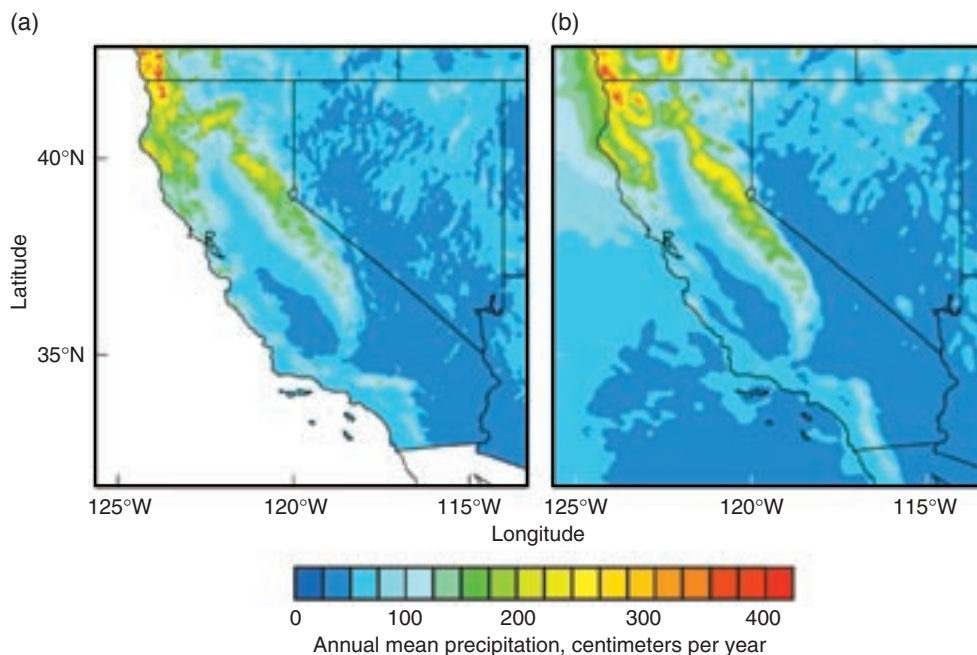 (a) (b)
40°N
Latitude
35°N
125°W 120°W 115°W 125°W 120°W 115°W
Longitude
0 100 200 300 400
Annual mean precipitation, centimeters per year